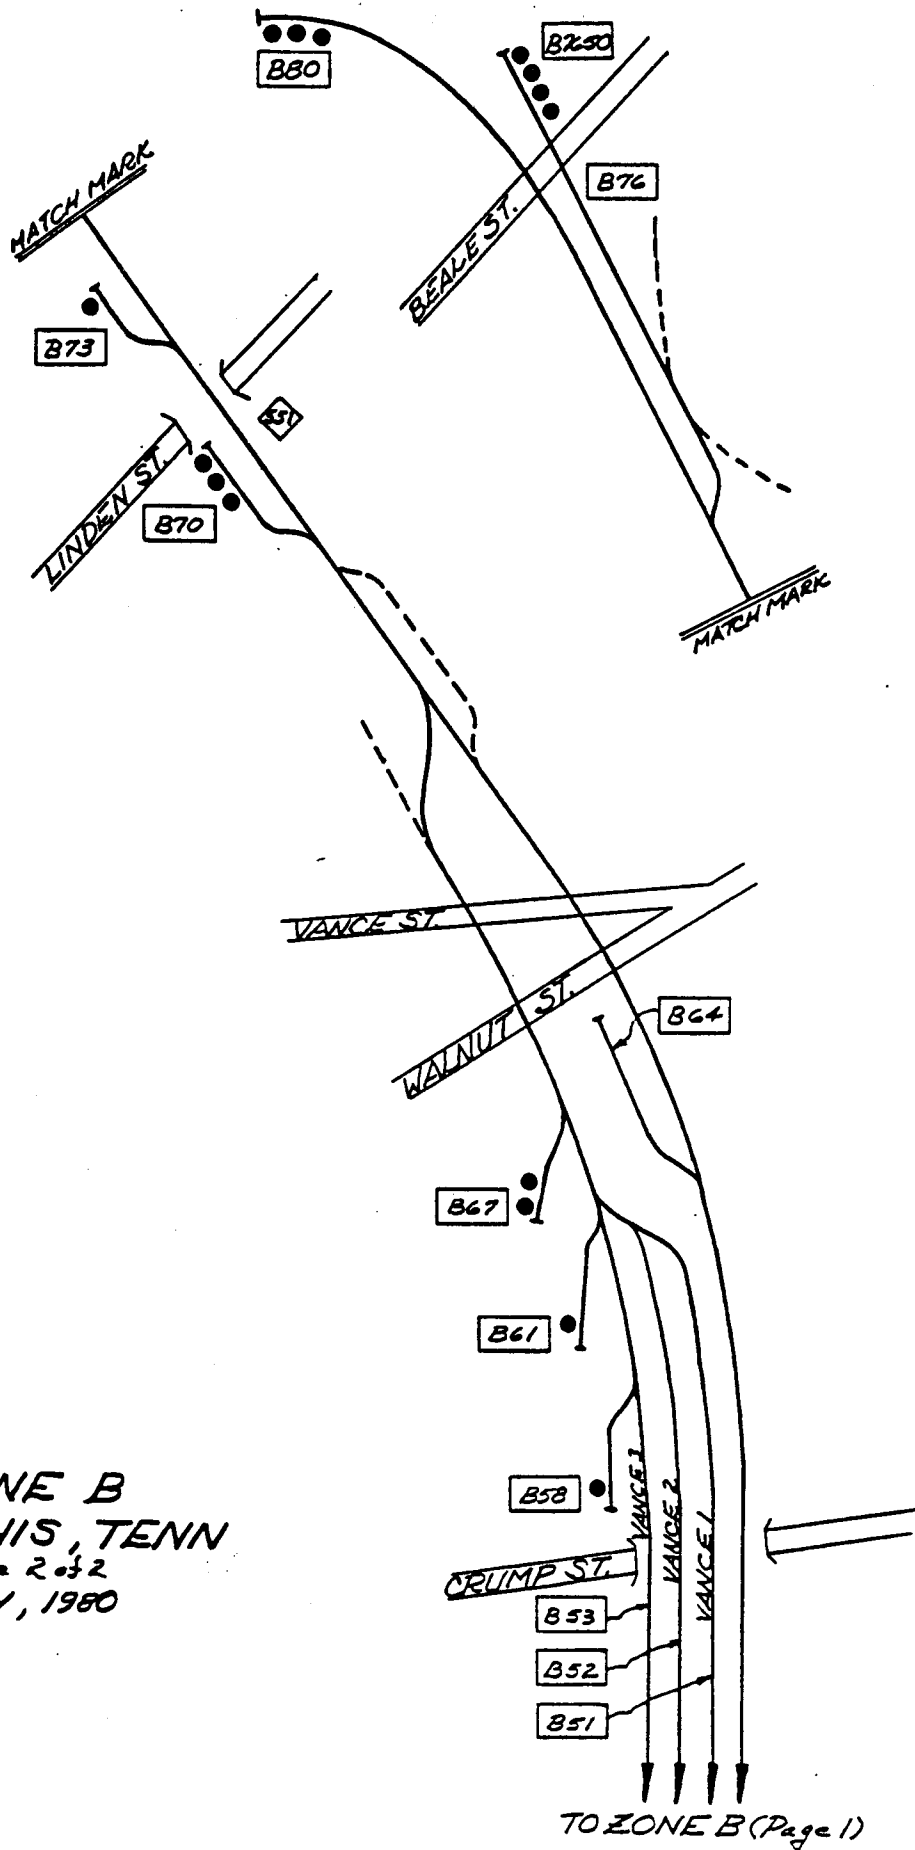 B80
BX50
B76
BEALE ST.
MATCH MARK
B73
551
LINDEN ST.
B70
MATCH MARK
VANCE ST.
WALNUT ST.
B64
B67
B61
B58
VANCE 3
VANCE 2
VANCE 1
CRUMP ST.
B53
B52
B51
NE B
HIS, TENN
2 of 2
, 1980
TO ZONE B (Page 1)